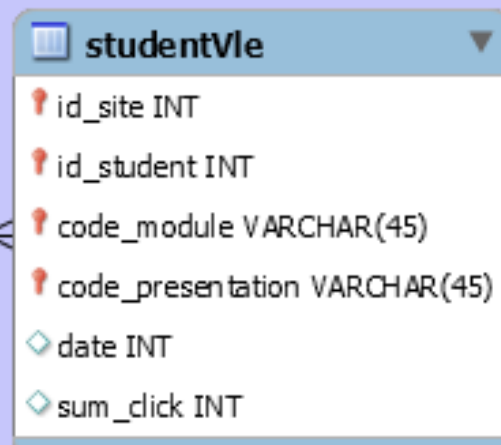 studentVle
id_site INT
id_student INT
code_module VARCHAR(45)
code_presentation VARCHAR(45)
date INT
sum_click INT